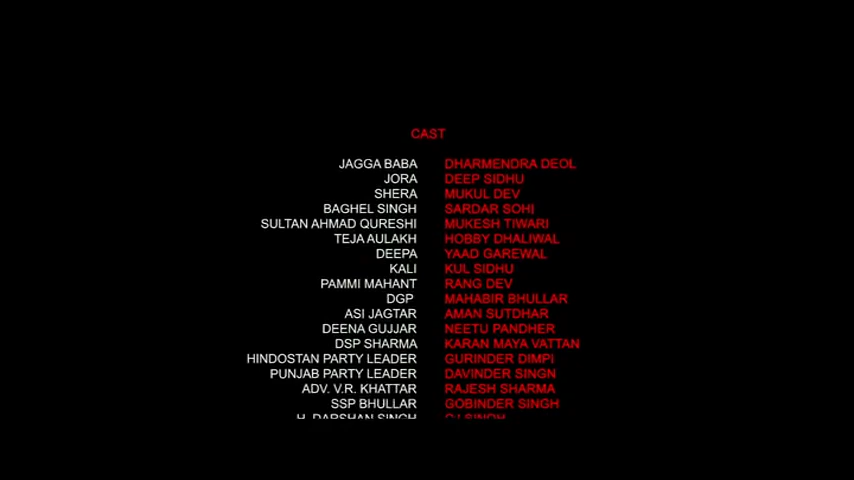 CAST
JAGGA BABA DHARMENDRA DEOL
JORA DEEP SIDHU
SHERA MUKUL DEV
BAGHEL SINGH SARDAR SOHI
SULTAN AHMAD QURESHI MUKESH TIWARI
TEJA AULAKH HOBBY DHALIWAL
DEEPA YAAD GAREWAL
KALI KUL SIDHU
PAMMI MAHANT RANG DEV
DGP MAHABIR BHULLAR
ASI JAGTAR AMAN SUTDHAR
DEENA GUJJAR NEETU PANDHER
DSP SHARMA KARAN MAYA VATTAN
HINDOSTAN PARTY LEADER GURINDER DIMPI
PUNJAB PARTY LEADER DAVINDER SINGN
ADV. V.R. KHATTAR RAJESH SHARMA
SSP BHULLAR GOBINDER SINGH
H. DARSHAN SINGH SINGH